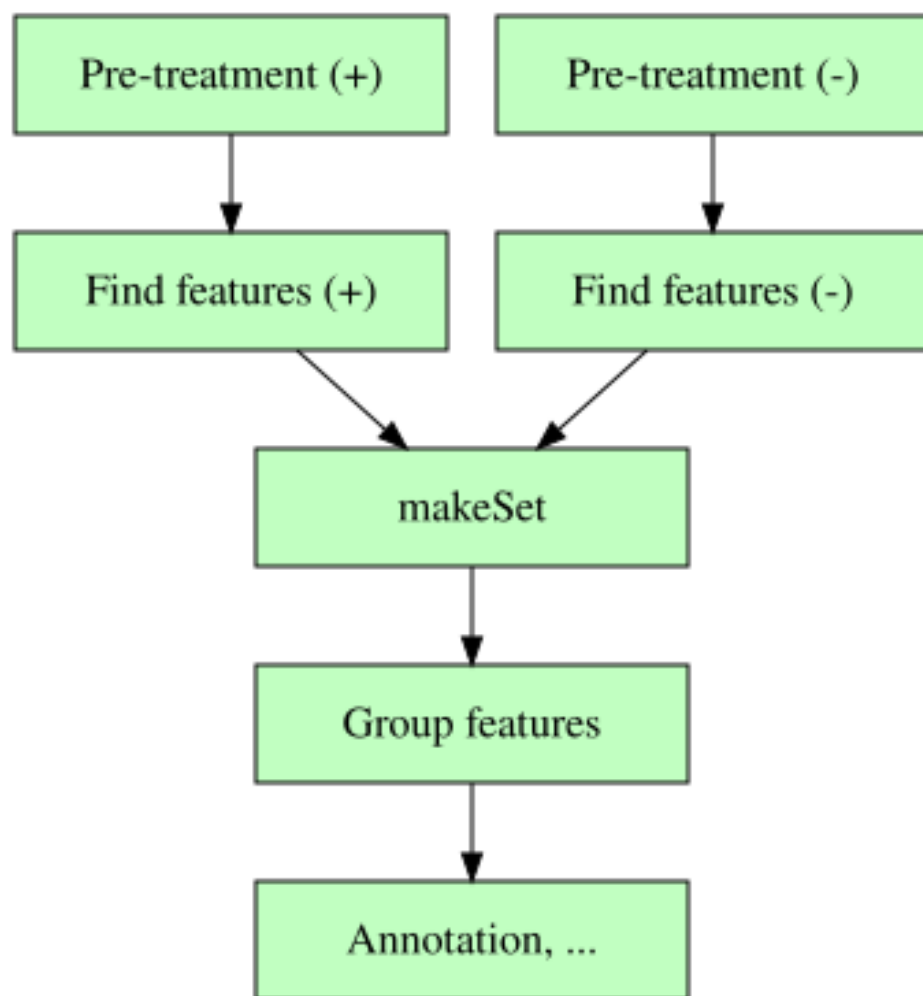 Pre-treatment (+)
Pre-treatment (-)
Find features (+)
Find features (-)
makeSet
Group features
Annotation, ...